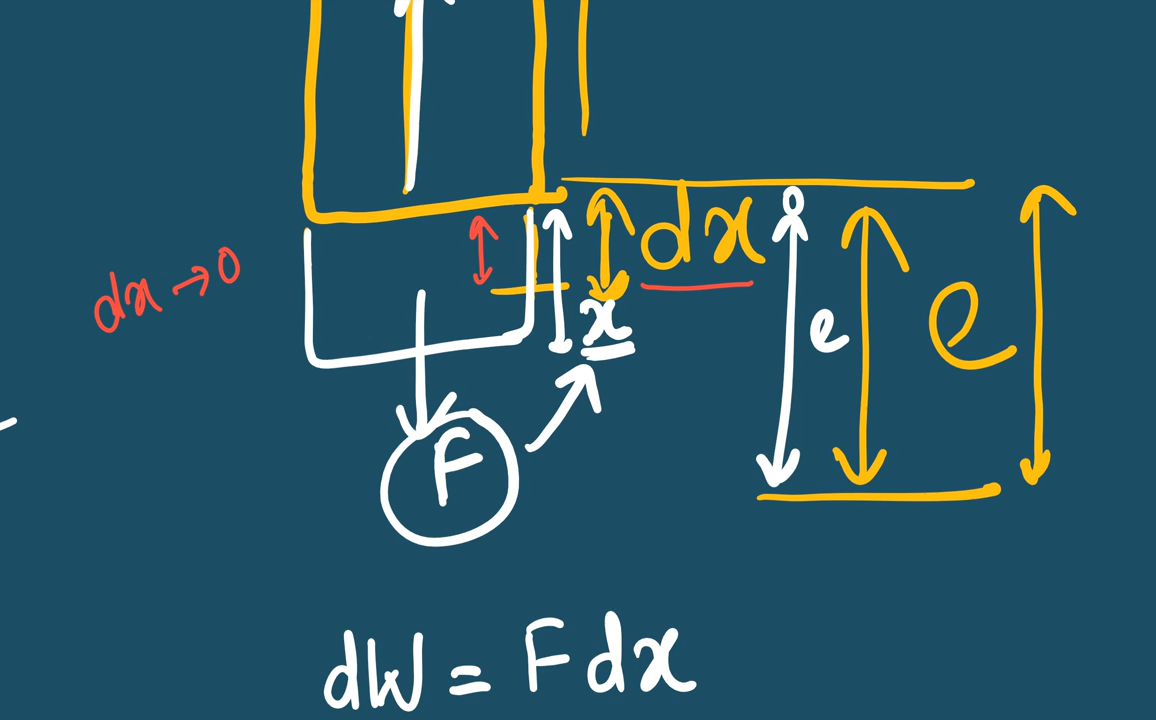 dx
dx → 0
x
e
e
F
dW = Fdx